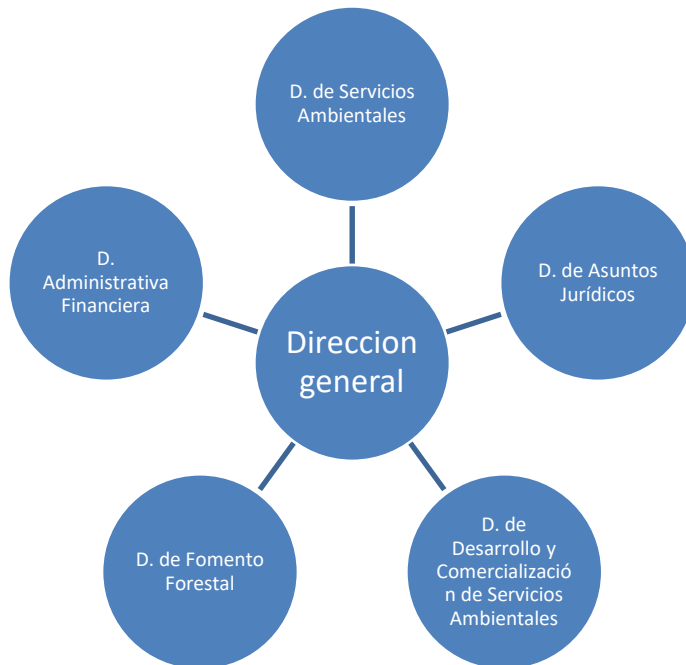 D. de Servicios
Ambientales
D.
Administrativa
Financiera
D. de Asuntos
Jurídicos
Direccion
general
D. de Fomento
Forestal
D. de
Desarrollo y
Comercializació
n de Servicios
Ambientales